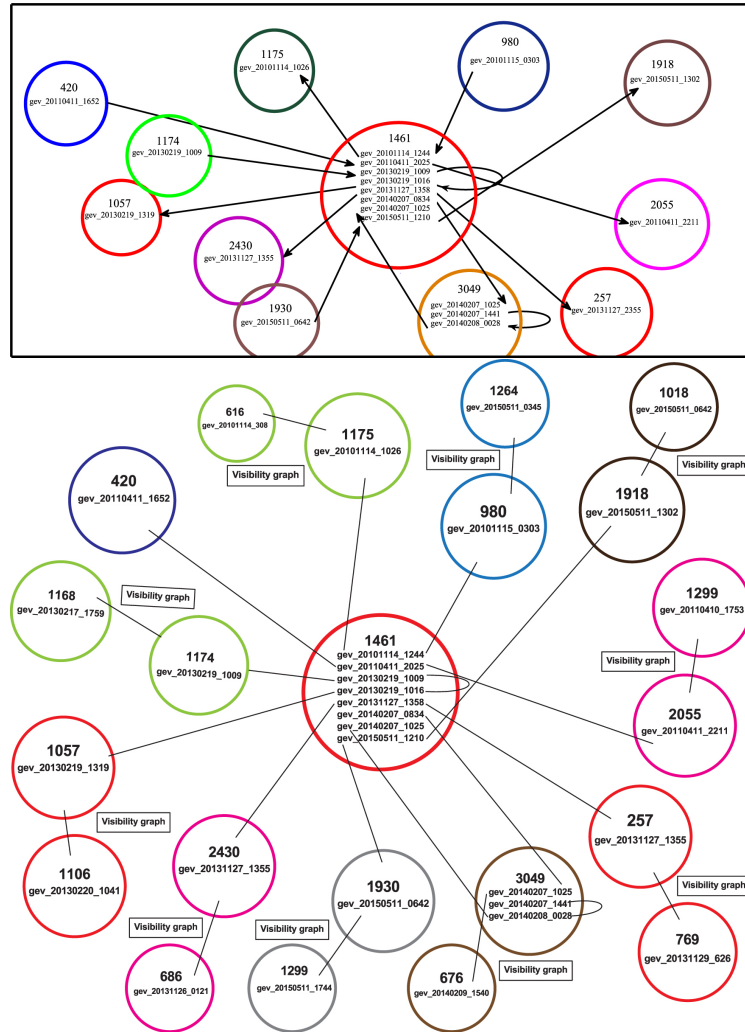 1175
gev_20101114_1026
980
gev_20101115_0303
1918
gev_20150511_1302
420
gev_20110411_1652
1174
gev_20130219_1009
1461
gev_20101114_1244
gev_20110411_2025
gev_20130219_1009
gev_20130219_1016
gev_20131127_1358
gev_20140207_0834
gev_20140207_1025
gev_20150511_1210
1057
gev_20130219_1319
2055
gev_20110411_2211
2430
gev_20131127_1355
1930
gev_20150511_0642
3049
gev_20140207_1025
gev_20140207_1441
gev_20140208_0028
257
gev_20131127_2355
616
gev_20101114_308
1175
gev_20101114_1026
Visibility graph
1264
gev_20150511_0345
Visibility graph
980
gev_20101115_0303
1018
gev_20150511_0642
Visibility graph
1918
gev_20150511_1302
420
gev_20110411_1652
1168
gev_20130217_1759
Visibility graph
1174
gev_20130219_1009
1461
gev_20101114_1244
gev_20110411_2025
gev_20130219_1009
gev_20130219_1016
gev_20131127_1358
gev_20140207_0834
gev_20140207_1025
gev_20150511_1210
1299
gev_20110410_1753
Visibility graph
2055
gev_20110411_2211
1057
gev_20130219_1319
Visibility graph
1106
gev_20130220_1041
2430
gev_20131127_1355
Visibility graph
686
gev_20131126_0121
1930
gev_20150511_0642
Visibility graph
1299
gev_20150511_1744
3049
gev_20140207_1025
gev_20140207_1441
gev_20140208_0028
Visibility graph
676
gev_20140209_1540
257
gev_20131127_1355
Visibility graph
769
gev_20131129_626